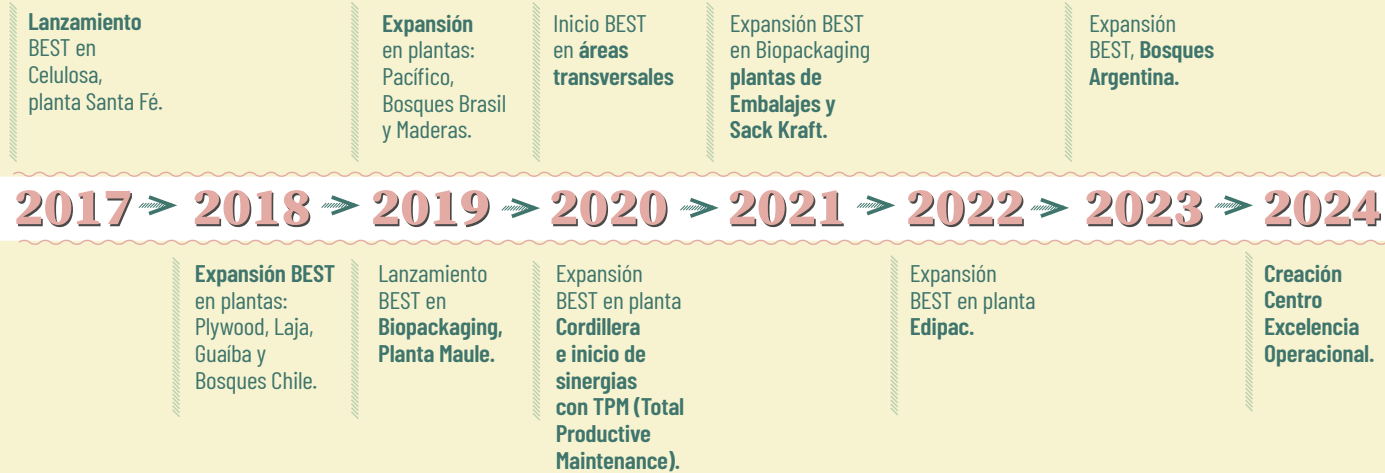 Lanzamiento
BEST en
Celulosa,
planta Santa Fé.
Expansión
en plantas:
Pacífico,
Bosques Brasil
y Maderas.
Inicio BEST
en áreas
transversales
Expansión BEST
en Biopackaging
plantas de
Embalajes y
Sack Kraft.
Expansión
BEST, Bosques
Argentina.
2017 2018 2019 2020 2021 2022 2023 2024
Expansión BEST
en plantas:
Plywood, Laja,
Guaíba y
Bosques Chile.
Lanzamiento
BEST en
Biopackaging,
Planta Maule.
Expansión
BEST en planta
Cordillera
e inicio de
sinergias
con TPM (Total
Productive
Maintenance).
Expansión
BEST en planta
Edipac.
Creación
Centro
Excelencia
Operacional.